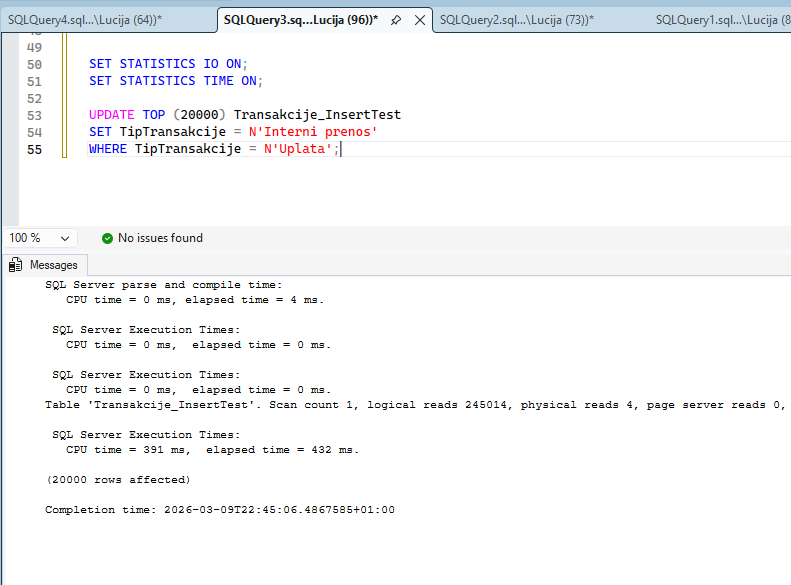 SQLQuery4.sql...\Lucija (64))*
SQLQuery3.sq...Lucija (96))*
SQLQuery2.sql...\Lucija (73))*
SQLQuery1.sql...\Lucija (8
49
50 SET STATISTICS IO ON;
51 SET STATISTICS TIME ON;
52
53 UPDATE TOP (20000) Transakcije_InsertTest
54 SET TipTransakcije = N'Interni prenos'
55 WHERE TipTransakcije = N'Uplata';
100 %
No issues found
Messages
SQL Server parse and compile time:
CPU time = 0 ms, elapsed time = 4 ms.
SQL Server Execution Times:
CPU time = 0 ms,  elapsed time = 0 ms.
SQL Server Execution Times:
CPU time = 0 ms,  elapsed time = 0 ms.
Table 'Transakcije_InsertTest'. Scan count 1, logical reads 245014, physical reads 4, page server reads 0,
SQL Server Execution Times:
CPU time = 391 ms,  elapsed time = 432 ms.
(20000 rows affected)
Completion time: 2026-03-09T22:45:06.4867585+01:00